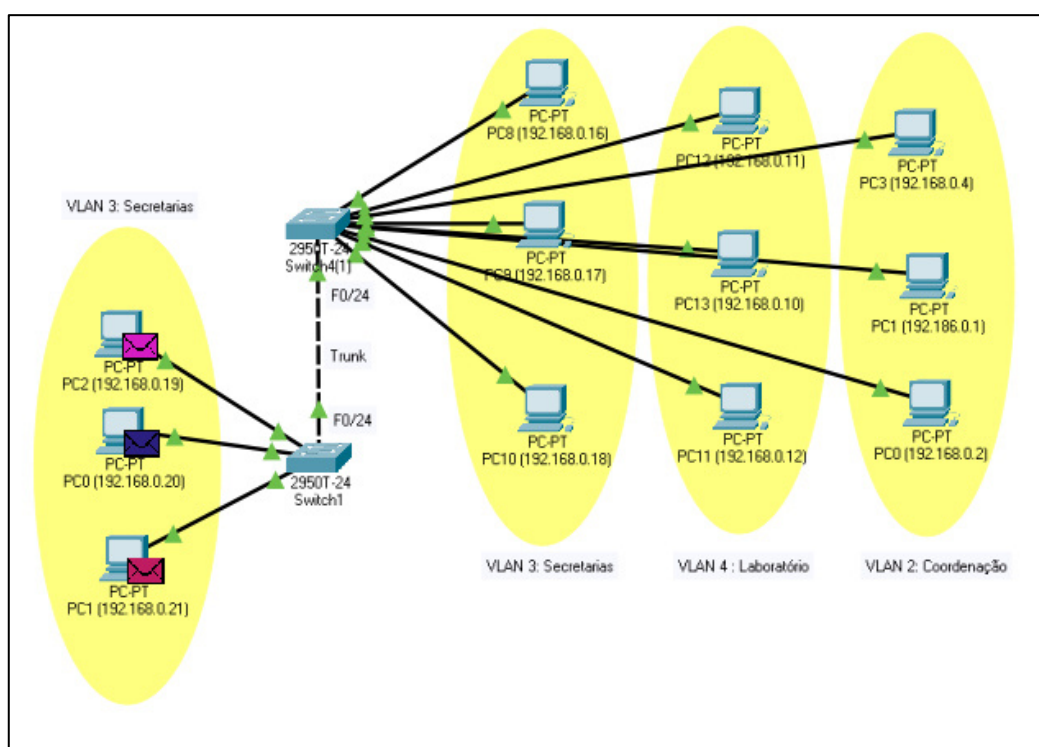 PC-PT
PC8 (192.168.0.16)
PC-PT
PC12 (192.168.0.11)
PC-PT
PC3 (192.168.0.4)
VLAN 3: Secretarias
2950T-24
Switch4(1)
PC-PT
PC9 (192.168.0.17)
PC-PT
PC13 (192.168.0.10)
PC-PT
PC1 (192.186.0.1)
F0/24
Trunk
F0/24
PC-PT
PC2 (192.168.0.19)
PC-PT
PC0 (192.168.0.20)
PC-PT
PC1 (192.168.0.21)
2950T-24
Switch1
PC-PT
PC10 (192.168.0.18)
PC-PT
PC11 (192.168.0.12)
PC-PT
PC0 (192.168.0.2)
VLAN 3: Secretarias
VLAN 4 : Laboratório
VLAN 2: Coordenação